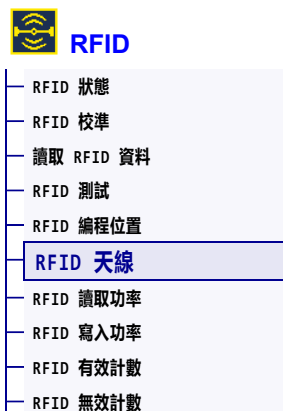 RFID
RFID 狀態
RFID 校準
讀取 RFID 資料
RFID 測試
RFID 編程位置
RFID 天線
RFID 讀取功率
RFID 寫入功率
RFID 有效計數
RFID 無效計數